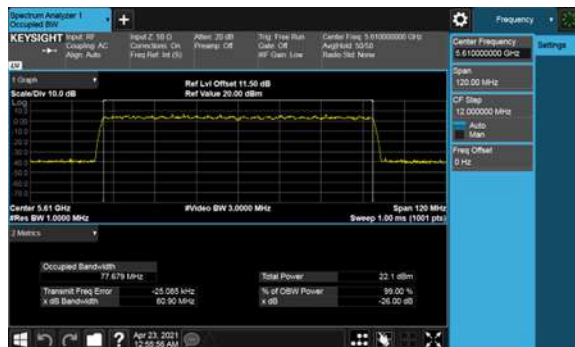 Spectrum Analyzer 1
Occupied BW
+
Frequency
KEYSIGHT
Input: RF
Coupling: AC
Align: Auto
Input Z: 50 Ω
Corrections: On
Freq Ref: Int (S)
Atten: 20 dB
Preamp: Off
Trig: Free Run
Gate: Off
#IF Gain: Low
Center Freq: 5.610000000 GHz
Avg|Hold: 50/50
Radio Std: None
Center Frequency
5.610000000 GHz
Settings
Span
120.00 MHz
CF Step
12.000000 MHz
Auto
Man
Freq Offset
0 Hz
1 Graph
Scale/Div 10.0 dB
Ref Lvl Offset 11.50 dB
Ref Value 20.00 dBm
Log
10.0
0.00
Center 5.61 GHz
#Res BW 1.0000 MHz
#Video BW 3.0000 MHz
Span 120 MHz
Sweep 1.00 ms (1001 pts)
2 Metrics
Occupied Bandwidth
77.679 MHz
Total Power
22.1 dBm
Transmit Freq Error
-25.085 kHz
% of OBW Power
99.00 %
x dB Bandwidth
80.90 MHz
x dB
-26.00 dB
?
Apr 23, 2021
12:55:56 AM